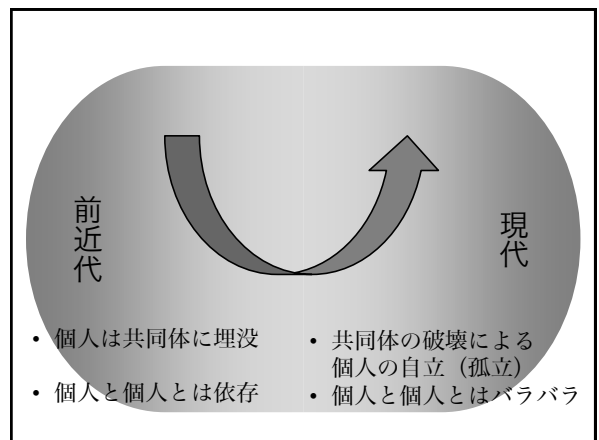 前近代
現代
• 個人は共同体に埋没
• 個人と個人とは依存
• 共同体の破壊による
個人の自立（孤立）
• 個人と個人とはバラバラ